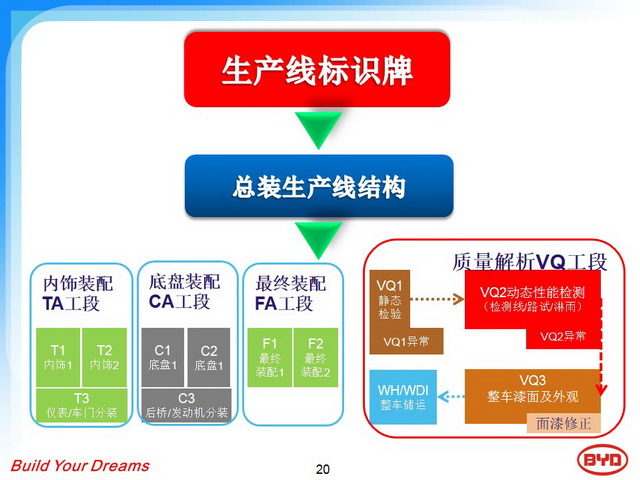 生产线标识牌
总装生产线结构
内饰装配
TA工段
T1
内饰1
T2
内饰2
T3
仪表/车门分装
底盘装配
CA工段
C1
底盘1
C2
底盘1
C3
后桥/发动机分装
最终装配
FA工段
F1
最终
装配1
F2
最终
装配2
质量解析VQ工段
VQ1
静态
检验
VQ1异常
VQ2动态性能检测
(检测线/路试/淋雨)
VQ2异常
WH/WDI
整车储运
VQ3
整车漆面及外观
面漆修正
Build Your Dreams
20
BYD